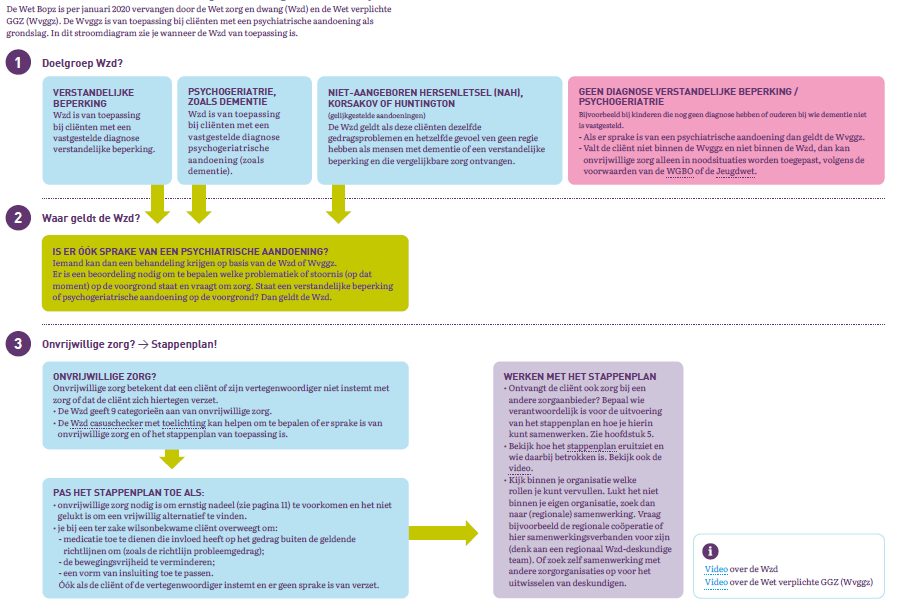 De Wet Bopz is per januari 2020 vervangen door de Wet zorg en dwang (Wzd) en de Wet verplichte
GGZ (Wvggz). De Wvggz is van toepassing bij cliënten met een psychiatrische aandoening als
grondslag. In dit stroomdiagram zie je wanneer de Wzd van toepassing is.
1 Doelgroep Wzd?
VERSTANDELIJKE
BEPERKING
Wzd is van toepassing
bij cliënten met een
vastgestelde diagnose
verstandelijke beperking.
PSYCHOGERIATRIE,
ZOALS DEMENTIE
Wzd is van toepassing
bij cliënten met een
vastgestelde diagnose
psychogeriatrische
aandoening (zoals
dementie).
NIET-AANGEBOREN HERSENLETSEL (NAH),
KORSAKOV OF HUNTINGTON
(gelijkgestelde aandoeningen)
De Wzd geldt als deze cliënten dezelfde
gedragsproblemen en hetzelfde gevoel ven geen regie
hebben als mensen met dementie of een verstandelijke
beperking en die vergelijkbare zorg ontvangen.
GEEN DIAGNOSE VERSTANDELIJKE BEPERKING /
PSYCHOGERIATRIE
Bijvoorbeeld bij kinderen die nog geen diagnose hebben of ouderen bij wie dementie niet
is vastgesteld.
- Als er sprake is van een psychiatrische aandoening dan geldt de Wvggz.
- Valt de cliënt niet binnen de Wvggz en niet binnen de Wzd, dan kan
onvrijwillige zorg alleen in noodsituaties worden toegepast, volgens de
voorwaarden van de WGBO of de Jeugdwet.
2 Waar geldt de Wzd?
IS ER ÓÓK SPRAKE VAN EEN PSYCHIATRISCHE AANDOENING?
Iemand kan dan een behandeling krijgen op basis van de Wzd of Wvggz.
Er is een beoordeling nodig om te bepalen welke problematiek of stoornis (op dat
moment) op de voorgrond staat en vraagt om zorg. Staat een verstandelijke beperking
of psychogeriatrische aandoening op de voorgrond? Dan geldt de Wzd.
3 Onvrijwillige zorg? → Stappenplan!
ONVRIJWILLIGE ZORG?
Onvrijwillige zorg betekent dat een cliënt of zijn vertegenwoordiger niet instemt met
zorg of dat de cliënt zich hiertegen verzet.
• De Wzd geeft 9 categorieën aan van onvrijwillige zorg.
• De Wzd casuschecker met toelichting kan helpen om te bepalen of er sprake is van
onvrijwillige zorg en of het stappenplan van toepassing is.
PAS HET STAPPENPLAN TOE ALS:
• onvrijwillige zorg nodig is om ernstig nadeel (zie pagina 11) te voorkomen en het niet
gelukt is om een vrijwillig alternatief te vinden.
• je bij een ter zake wilsonbekwame cliënt overweegt om:
- medicatie toe te dienen die invloed heeft op het gedrag buiten de geldende
richtlijnen om (zoals de richtlijn probleemgedrag);
- de bewegingsvrijheid te verminderen;
- een vorm van insluiting toe te passen.
Óók als de cliënt of de vertegenwoordiger instemt en er geen sprake is van verzet.
WERKEN MET HET STAPPENPLAN
• Ontvangt de cliënt ook zorg bij een
andere zorgaanbieder? Bepaal wie
verantwoordelijk is voor de uitvoering
van het stappenplan en hoe je hierin
kunt samenwerken. Zie hoofdstuk 5.
• Bekijk hoe het stappenplan eruitziet en
wie daarbij betrokken is. Bekijk ook de
video.
• Kijk binnen je organisatie welke
rollen je kunt vervullen. Lukt het niet
binnen je eigen organisatie, zoek dan
naar (regionale) samenwerking. Vraag
bijvoorbeeld de regionale coöperatie of
hier samenwerkingsverbanden voor zijn
(denk aan een regionaal Wzd-deskundige
team). Of zoek zelf samenwerking met
andere zorgorganisaties op voor het
uitwisselen van deskundigen.
i
Video over de Wzd
Video over de Wet verplichte GGZ (Wvggz)